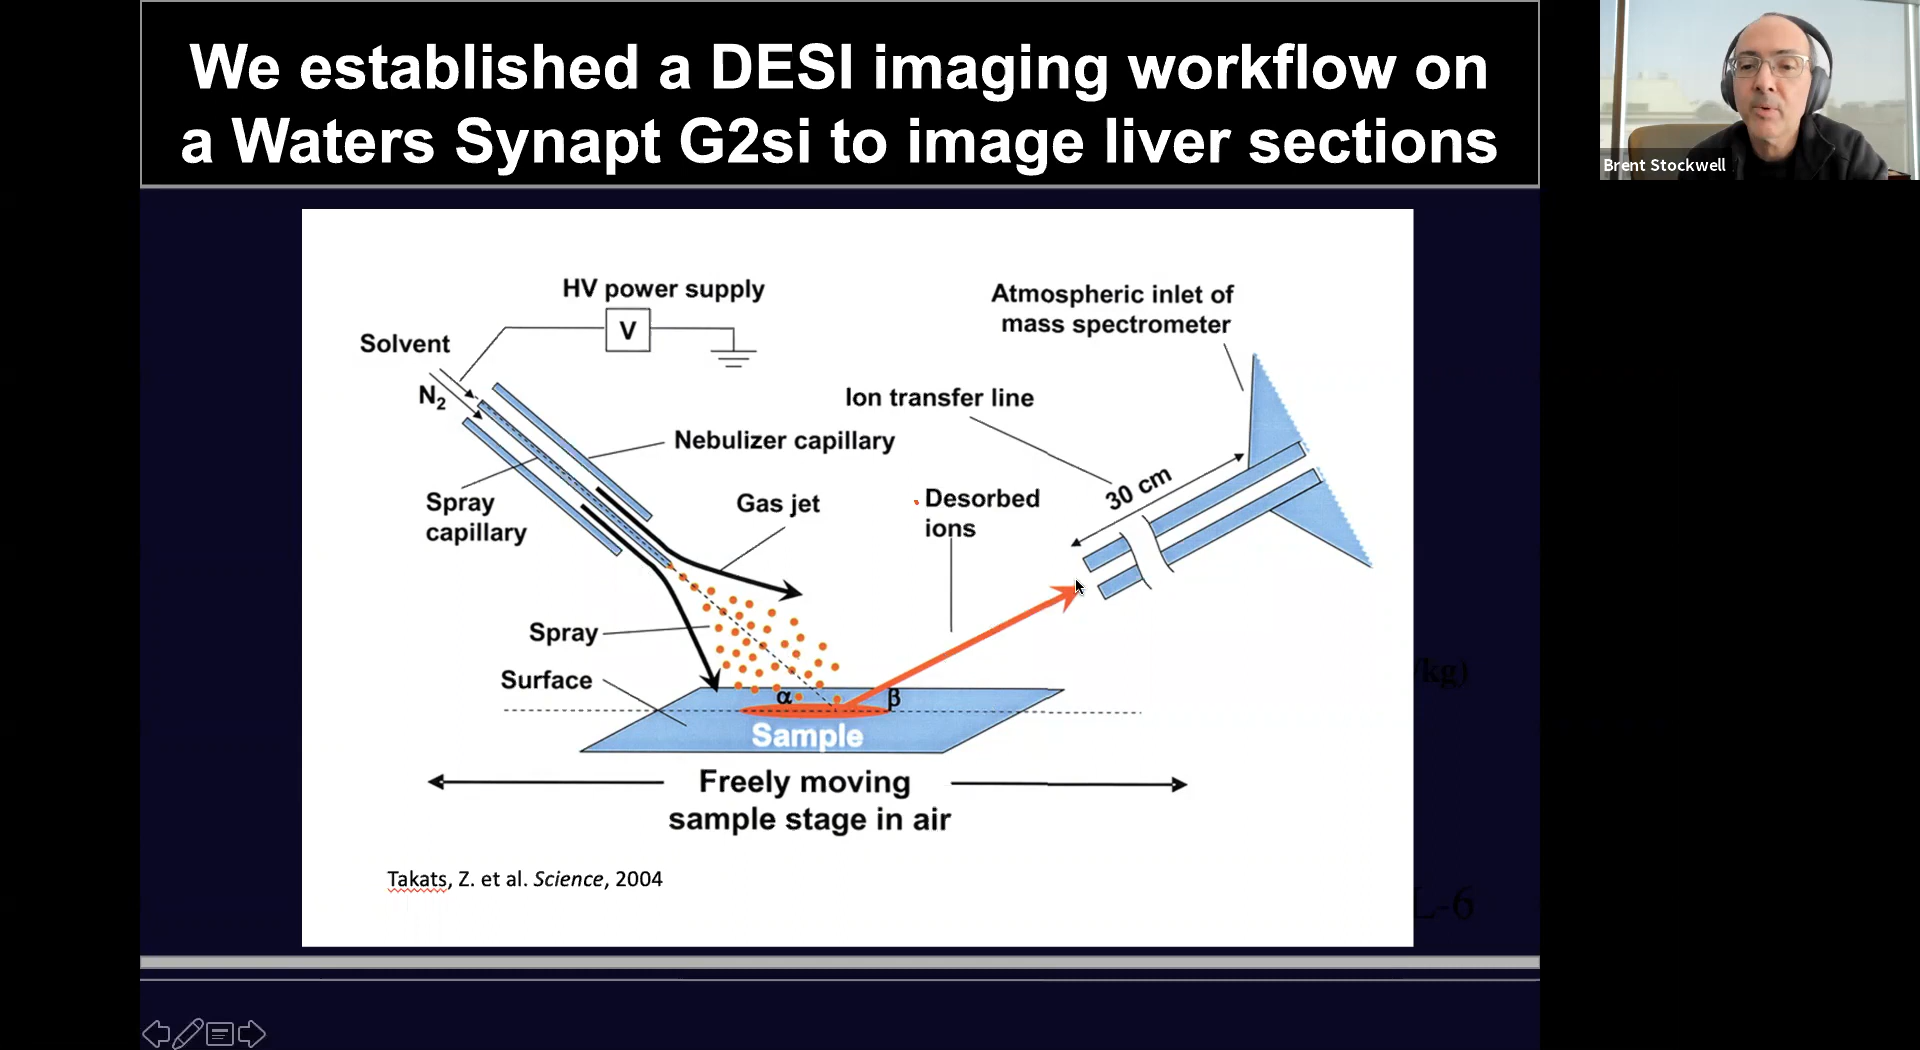 We established a DESI imaging workflow on
a Waters Synapt G2si to image liver sections
Brent Stockwell
HV power supply
V
Solvent
N2
Atmospheric inlet of
mass spectrometer
Ion transfer line
Nebulizer capillary
30 cm
Spray
capillary
Gas jet
Desorbed
ions
Spray
Surface
α
β
Sample
Freely moving
sample stage in air
Takats, Z. et al. Science, 2004
/kg)
L-6